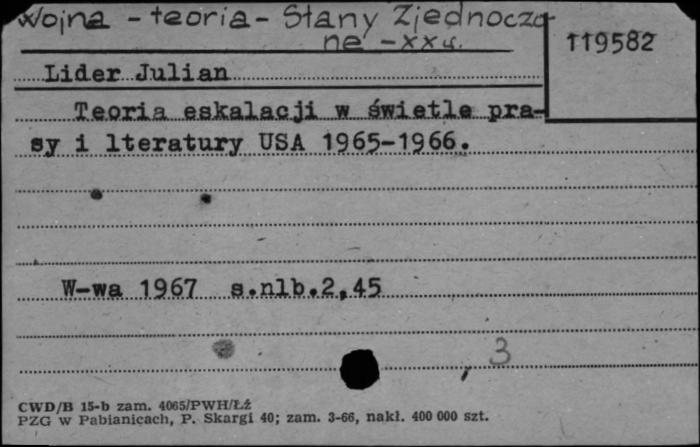 Wojna - teoria - Stany Zjednoczo-
ne - XX w.
119582
Lider Julian
Teoria eskalacji w świetle pra-
sy i lteratury USA 1965-1966.
W-wa 1967 s.nlb.2,45
3
CWD/B 15-b zam. 4065/PWH/ŁŻ
PZG w Pabianicach, P. Skargi 40; zam. 3-66, nakł. 400 000 szt.